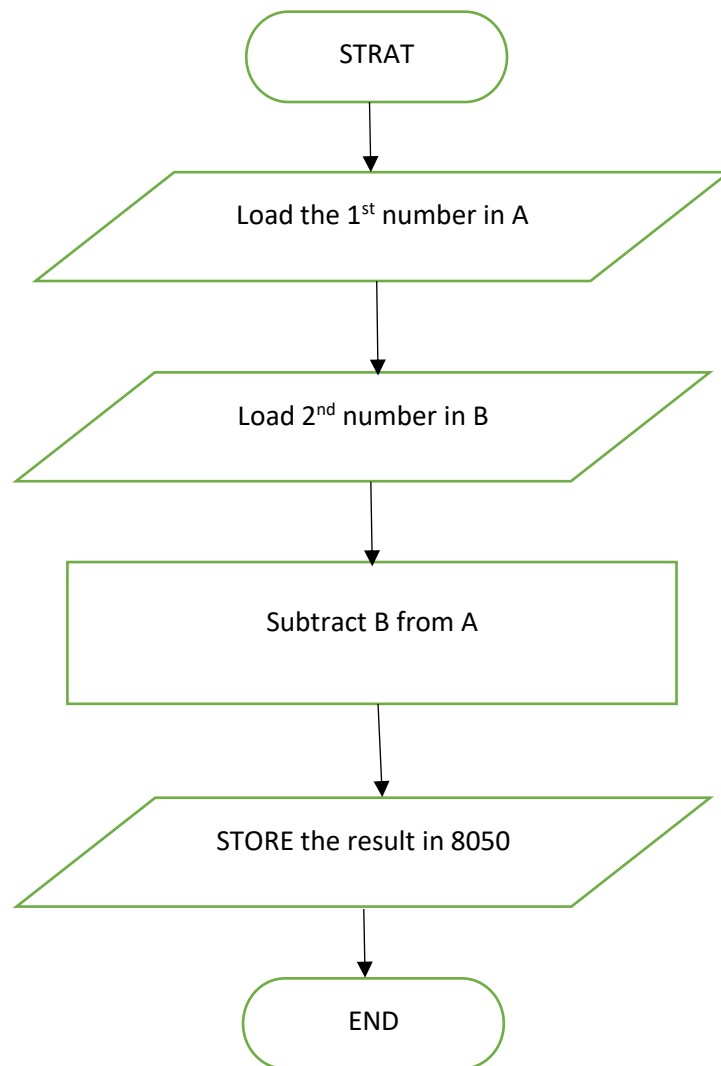 STRAT
Load the 1st number in A
Load 2nd number in B
Subtract B from A
STORE the result in 8050
END